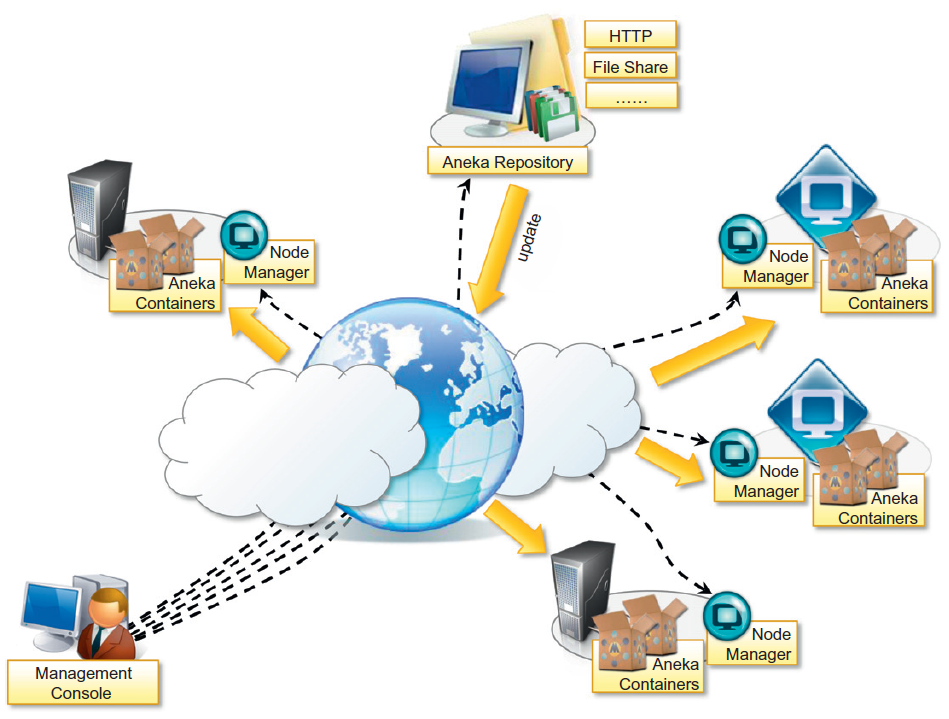 HTTP
File Share
......
Aneka Repository
update
Node
Manager
Aneka
Containers
Node
Manager
Aneka
Containers
Node
Manager
Aneka
Containers
Node
Manager
Aneka
Containers
Management
Console